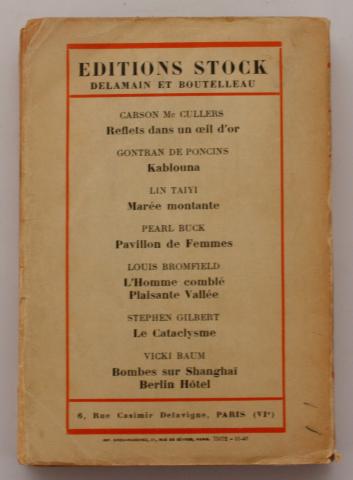 EDITIONS STOCK
DELAMAIN ET BOUTELLEAU
CARSON Mc CULLERS
Reflets dans un œil d'or
GONTRAN DE PONCINS
Kablouna
LIN TAIYI
Marée montante
PEARL BUCK
Pavillon de Femmes
LOUIS BROMFIELD
L'Homme comblé
Plaisante Vallée
STEPHEN GILBERT
Le Cataclysme
VICKI BAUM
Bombes sur Shanghaï
Berlin Hôtel
6, Rue Casimir Delavigne, PARIS (VIe)